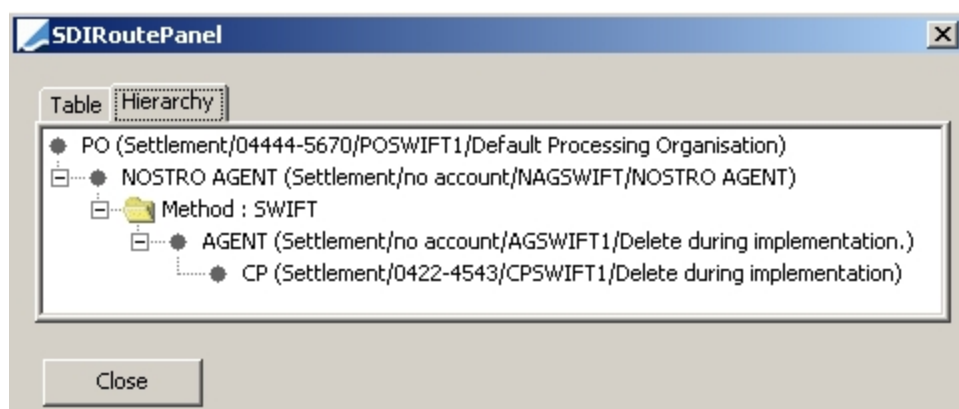 SDIRoutePanel
Table Hierarchy
PO (Settlement/04444-5670/POSWIFT1/Default Processing Organisation)
NOSTRO AGENT (Settlement/no account/NAGSWIFT/NOSTRO AGENT)
Method : SWIFT
AGENT (Settlement/no account/AGSWIFT1/Delete during implementation.)
CP (Settlement/0422-4543/CPSWIFT1/Delete during implementation)
Close